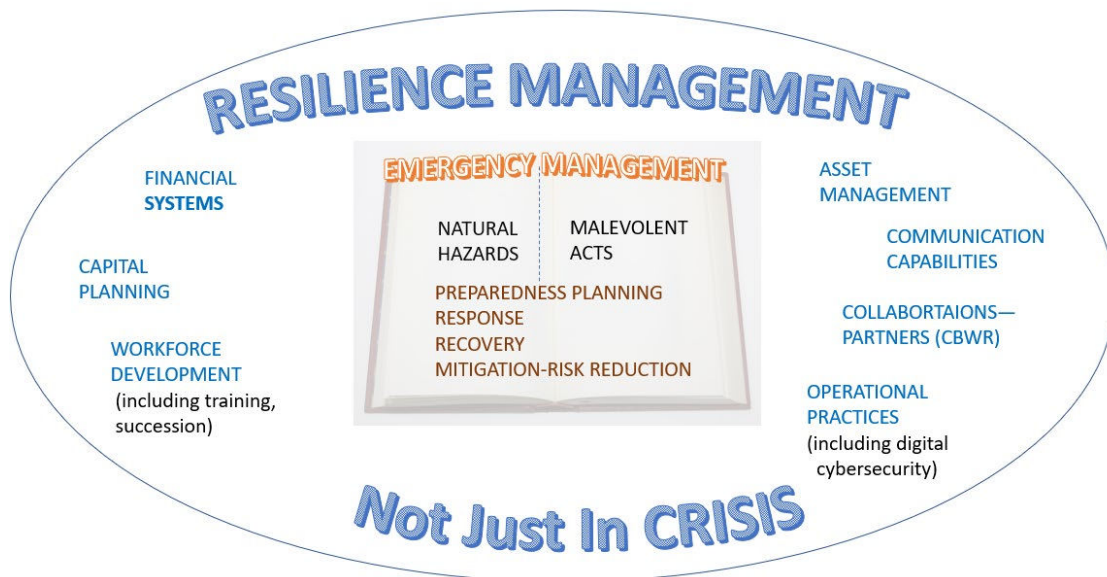 RESILIENCE MANAGEMENT
FINANCIAL
SYSTEMS
CAPITAL
PLANNING
WORKFORCE
DEVELOPMENT
(including training,
succession)
EMERGENCY MANAGEMENT
NATURAL
HAZARDS
MALEVOLENT
ACTS
PREPAREDNESS PLANNING
RESPONSE
RECOVERY
MITIGATION-RISK REDUCTION
ASSET
MANAGEMENT
COMMUNICATION
CAPABILITIES
COLLABORTAIONS—
PARTNERS (CBWR)
OPERATIONAL
PRACTICES
(including digital
cybersecurity)
Not Just In CRISIS